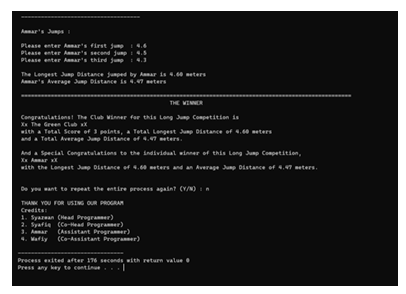 ------------------------------------
Ammar's Jumps :
Please enter Ammar's first jump : 4.6
Please enter Ammar's second jump : 4.5
Please enter Ammar's third jump : 4.3
The Longest Jump Distance jumped by Ammar is 4.60 meters
Ammar's Average Jump Distance is 4.47 meters
====================================================================================================
THE WINNER
Congratulations! The Club Winner for this Long Jump Competition is
Xx The Green Club xX
with a Total Score of 3 points, a Total Longest Jump Distance of 4.60 meters
and a Total Average Jump Distance of 4.47 meters.
And a Special Congratulations to the individual winner of this Long Jump Competition,
Xx Ammar xX
with the Longest Jump Distance of 4.60 meters and an Average Jump Distance of 4.47 meters.
Do you want to repeat the entire process again? (Y/N) : n
THANK YOU FOR USING OUR PROGRAM
Credits:
1. Syazwan (Head Programmer)
2. Syafiq (Co-Head Programmer)
3. Ammar (Assistant Programmer)
4. Wafiy (Co-Assistant Programmer)
--------------------------------
Process exited after 176 seconds with return value 0
Press any key to continue . . .